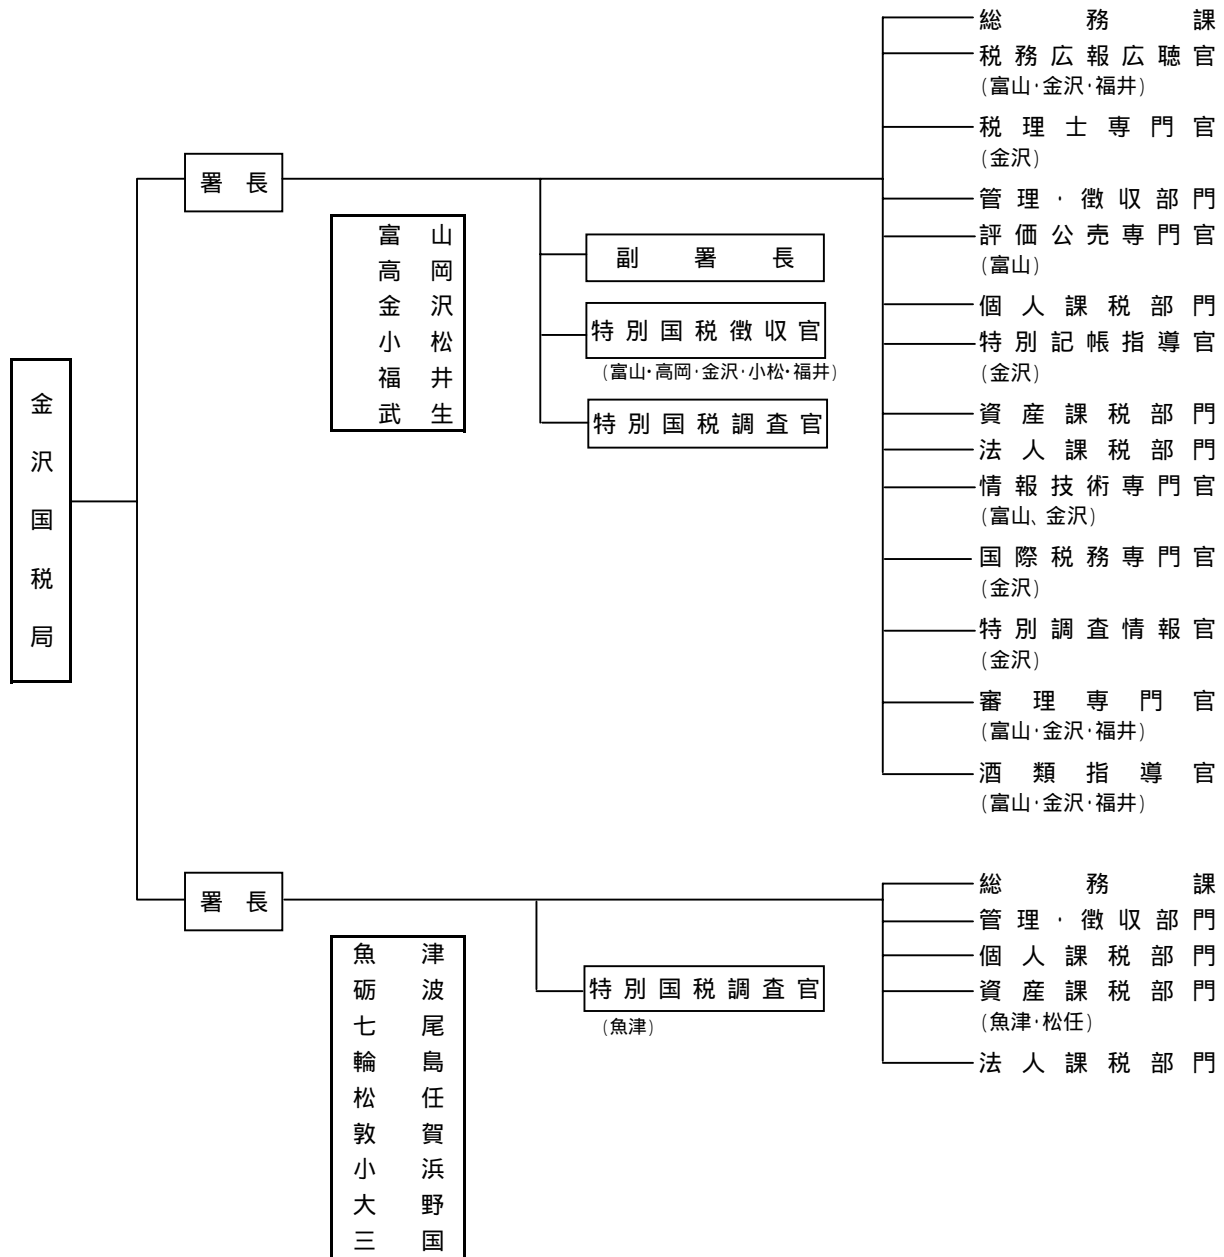 金沢国税局
署長
富山
高岡
金沢
小松
福井
武生
副署長
特別国税徴収官
(富山・高岡・金沢・小松・福井)
特別国税調査官
総務課
税務広報広聴官
(富山・金沢・福井)
税理士専門官
(金沢)
管理・徴収部門
評価公売専門官
(富山)
個人課税部門
特別記帳指導官
(金沢)
資産課税部門
法人課税部門
情報技術専門官
(富山、金沢)
国際税務専門官
(金沢)
特別調査情報官
(金沢)
審理専門官
(富山・金沢・福井)
酒類指導官
(富山・金沢・福井)
署長
魚津
砺波
七尾
輪島
松任
敦賀
小浜
大野
三国
特別国税調査官
(魚津)
総務課
管理・徴収部門
個人課税部門
資産課税部門
(魚津・松任)
法人課税部門